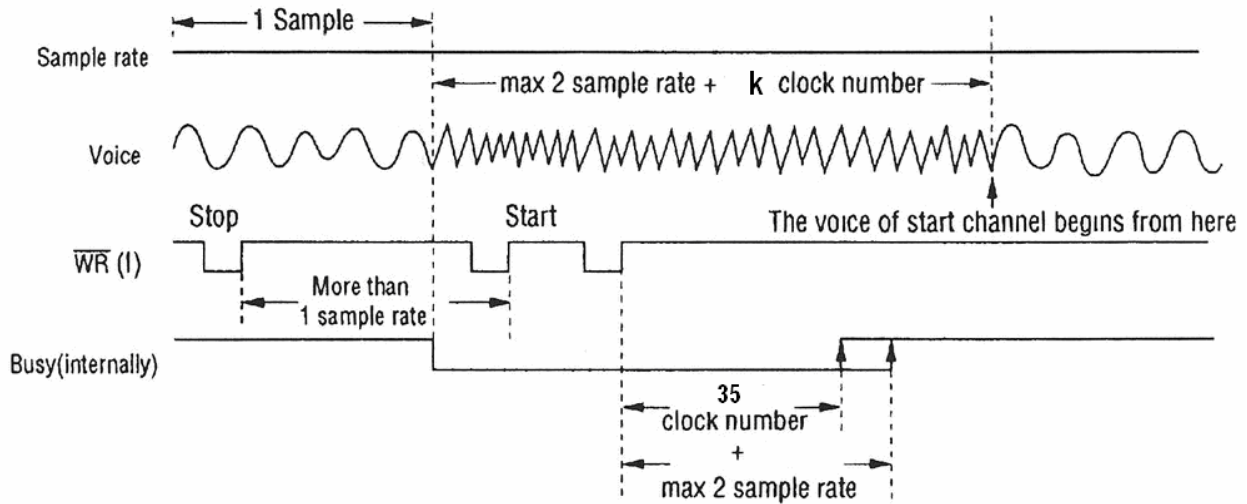 1 Sample
Sample rate
max 2 sample rate + k clock number
Voice
Stop
Start
The voice of start channel begins from here
WR (I)
More than
1 sample rate
Busy(internally)
35
clock number
+
max 2 sample rate